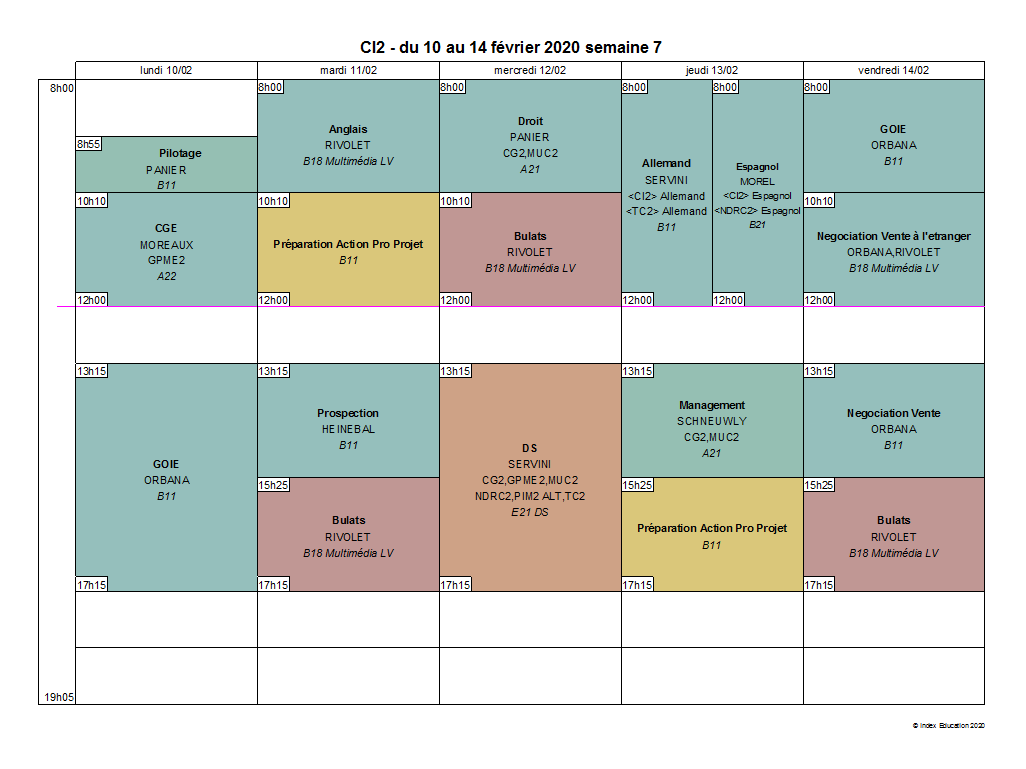 CI2 - du 10 au 14 février 2020 semaine 7
lundi 10/02
mardi 11/02
mercredi 12/02
jeudi 13/02
vendredi 14/02
8h00
19h05
8h55
Pilotage
PANIER
B11
10h10
CGE
MOREAUX
GPME2
A22
12h00
13h15
GOIE
ORBANA
B11
17h15
8h00
Anglais
RIVOLET
B18 Multimédia LV
10h10
Préparation Action Pro Projet
B11
12h00
13h15
Prospection
HEINEBAL
B11
15h25
Bulats
RIVOLET
B18 Multimédia LV
17h15
8h00
Droit
PANIER
CG2,MUC2
A21
10h10
Bulats
RIVOLET
B18 Multimédia LV
12h00
13h15
DS
SERVINI
CG2,GPME2,MUC2
NDRC2,PIM2 ALT,TC2
E21 DS
17h15
8h00
Allemand
SERVINI
<CI2> Allemand
<TC2> Allemand
B11
12h00
8h00
Espagnol
MOREL
<CI2> Espagnol
<NDRC2> Espagnol
B21
12h00
13h15
Management
SCHNEUWLY
CG2,MUC2
A21
15h25
Préparation Action Pro Projet
B11
17h15
8h00
GOIE
ORBANA
B11
10h10
Negociation Vente à l'etranger
ORBANA,RIVOLET
B18 Multimédia LV
12h00
13h15
Negociation Vente
ORBANA
B11
15h25
Bulats
RIVOLET
B18 Multimédia LV
17h15
© Index Education 2020